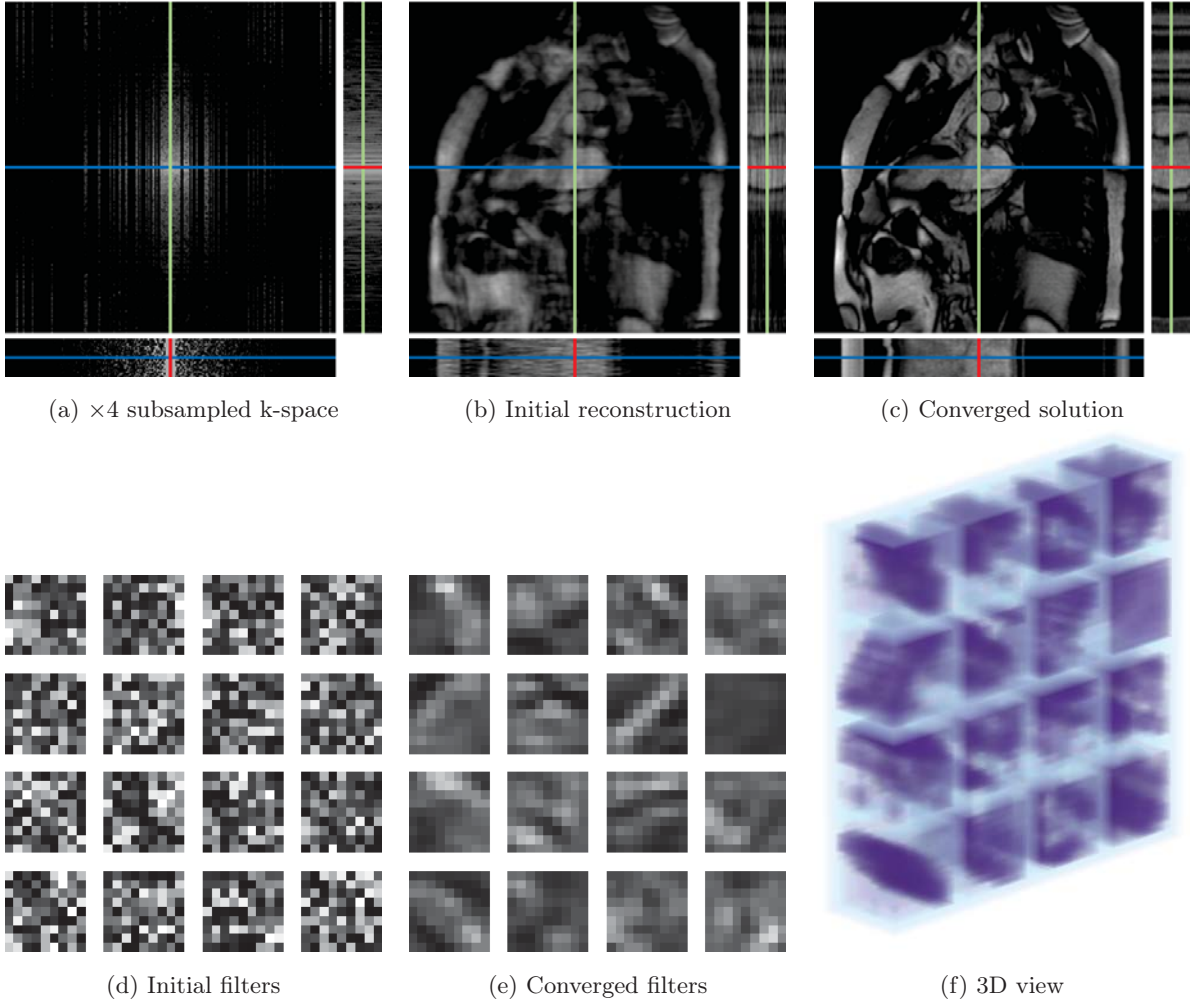 (a) ×4 subsampled k-space
(b) Initial reconstruction
(c) Converged solution
(d) Initial filters
(e) Converged filters
(f) 3D view